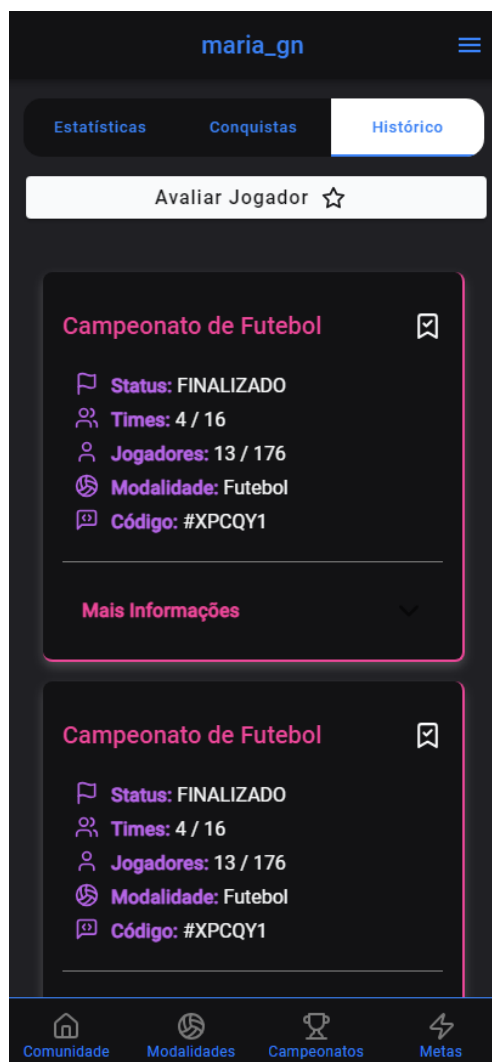 maria_gn
Estatísticas Conquistas Histórico
Avaliar Jogador
Campeonato de Futebol
Status: FINALIZADO
Times: 4 / 16
Jogadores: 13 / 176
Modalidade: Futebol
Código: #XPCQY1
Mais Informações
Campeonato de Futebol
Status: FINALIZADO
Times: 4 / 16
Jogadores: 13 / 176
Modalidade: Futebol
Código: #XPCQY1
Comunidade Modalidades Campeonatos Metas